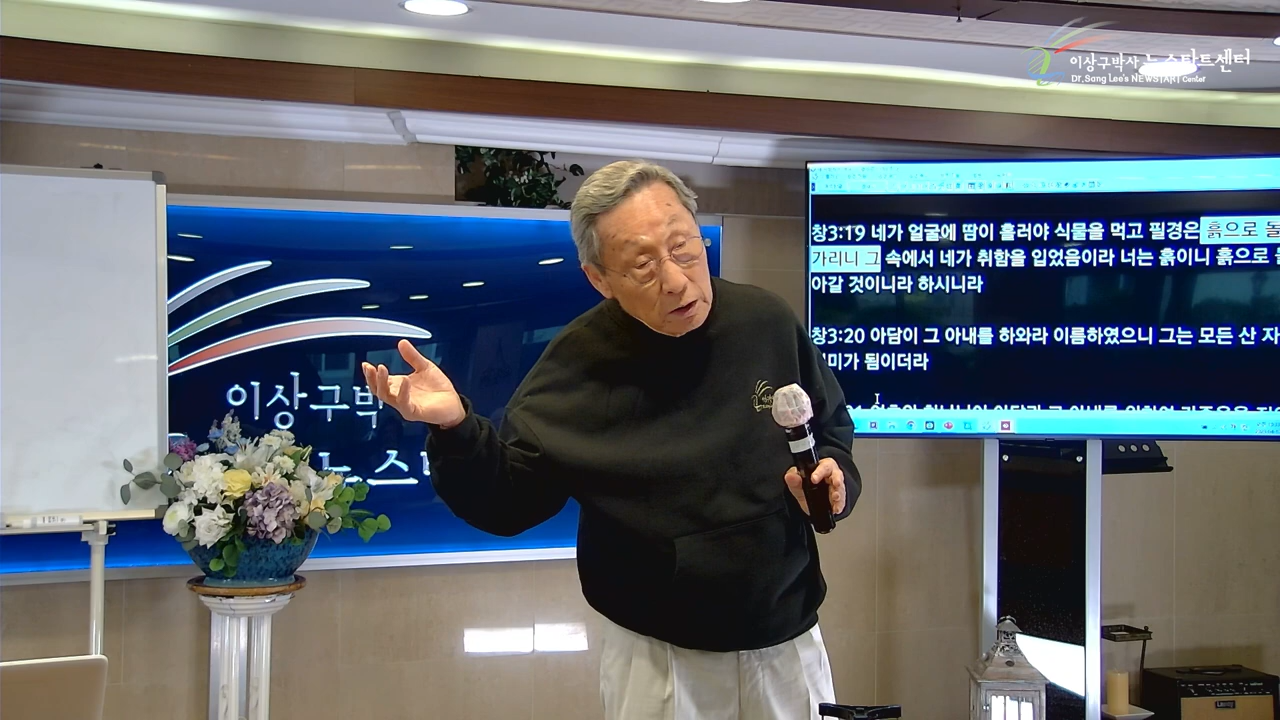 이상구박사 뉴스타트센터
Dr.Sang Lee's NEWSTART Center
창3:19 네가 얼굴에 땀이 흘러야 식물을 먹고 필경은 흙으로 돌
가리니 그 속에서 네가 취함을 입었음이라 너는 흙이니 흙으로 돌
아갈 것이니라 하시니라
창3:20 아담이 그 아내를 하와라 이름하였으니 그는 모든 산 자
미가 됨이더라
이상구박
뉴스
LANEY